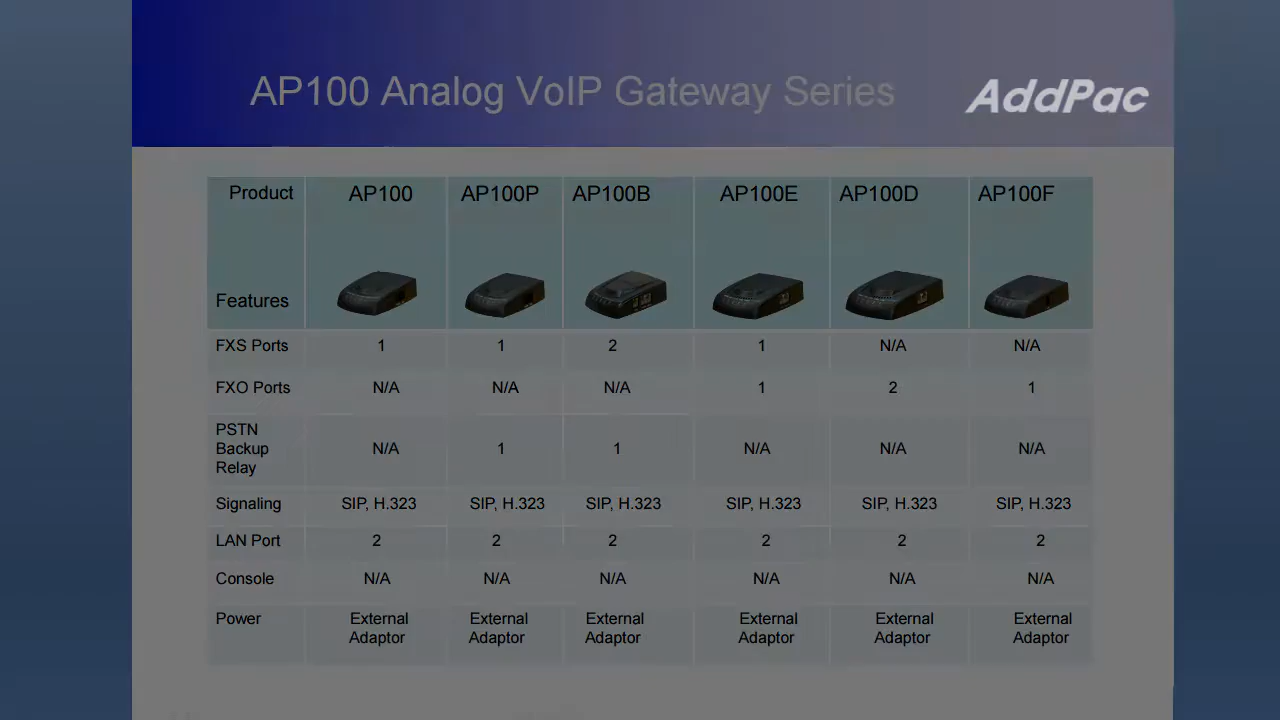 AP100 Analog VoIP Gateway Series
AddPac
Product AP100 AP100P AP100B AP100E AP100D AP100F
Features
FXS Ports 1 1 2 1 N/A N/A
FXO Ports N/A N/A N/A 1 2 1
PSTN
Backup N/A 1 1 N/A N/A N/A
Relay
Signaling SIP, H.323 SIP, H.323 SIP, H.323 SIP, H.323 SIP, H.323 SIP, H.323
LAN Port 2 2 2 2 2 2
Console N/A N/A N/A N/A N/A N/A
Power External External External External External External
Adaptor Adaptor Adaptor Adaptor Adaptor Adaptor